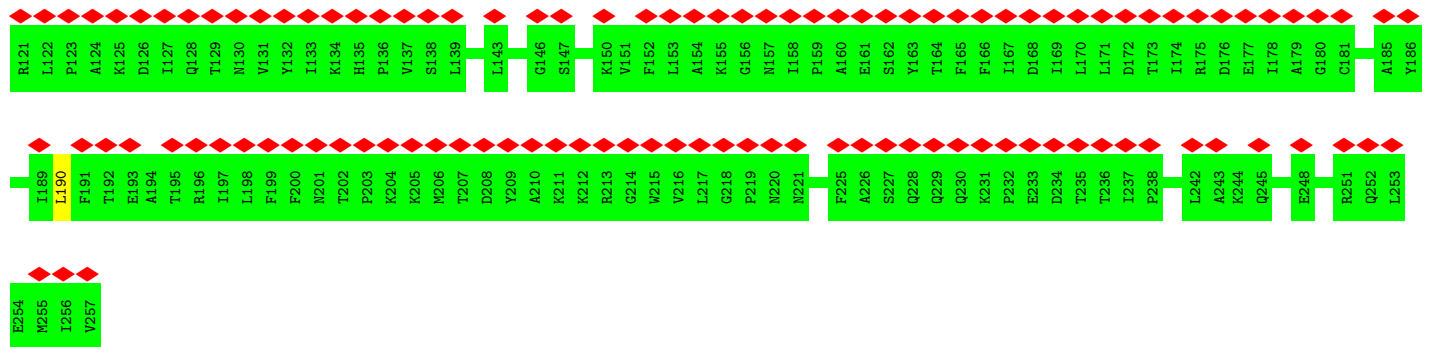 R121 L122 P123 A124 K125 D126 I127 Q128 T129 N130 V131 Y132 I133 K134 H135 P136 V137 S138 L139 L143 G146 S147 K150 V151 F152 L153 A154 K155 G156 N157 I158 P159 A160 E161 S162 Y163 T164 F165 F166 I167 D168 I169 L170 L171 D172 T173 I174 R175 D176 E177 I178 A179 G180 C181 A185 Y186
I189 L190 F191 T192 E193 A194 T195 R196 I197 L198 F199 F200 N201 T202 P203 K204 K205 M206 T207 D208 Y209 A210 K211 K212 R213 G214 W215 V216 L217 G218 P219 N220 N221 F225 A226 S227 Q228 Q229 Q230 K231 P232 E233 D234 T235 T236 I237 P238 L242 A243 K244 Q245 E248 R251 Q252 L253
E254 M255 I256 V257